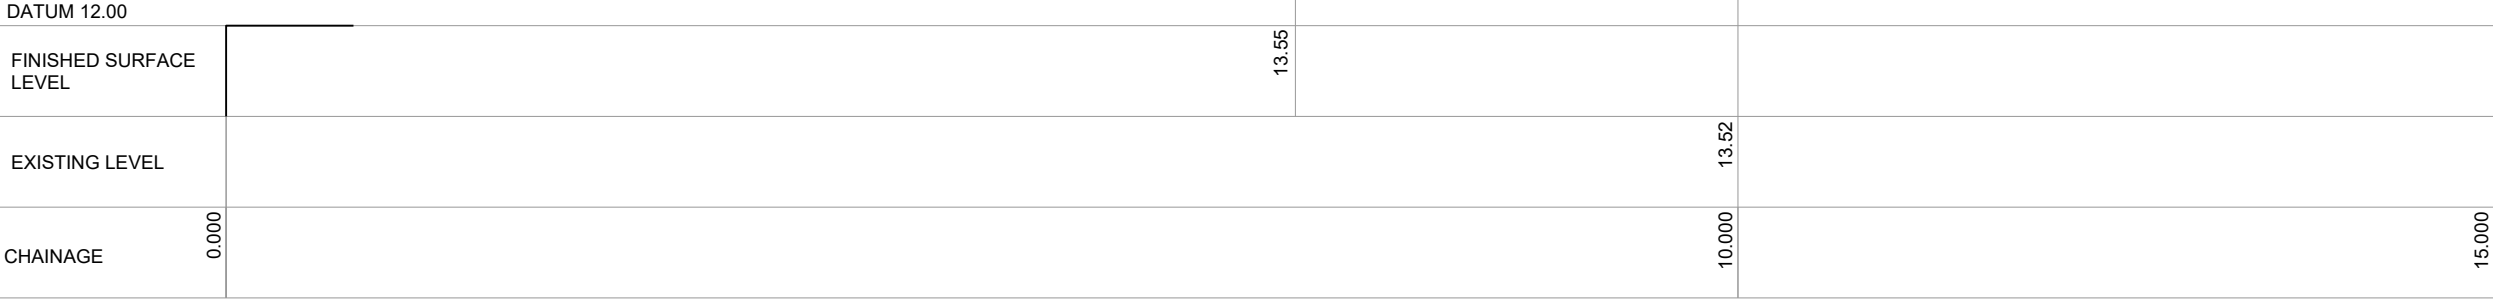 DATUM 12.00
FINISHED SURFACE
LEVEL
13.55
EXISTING LEVEL
13.52
CHAINAGE
0.000
10.000
15.000